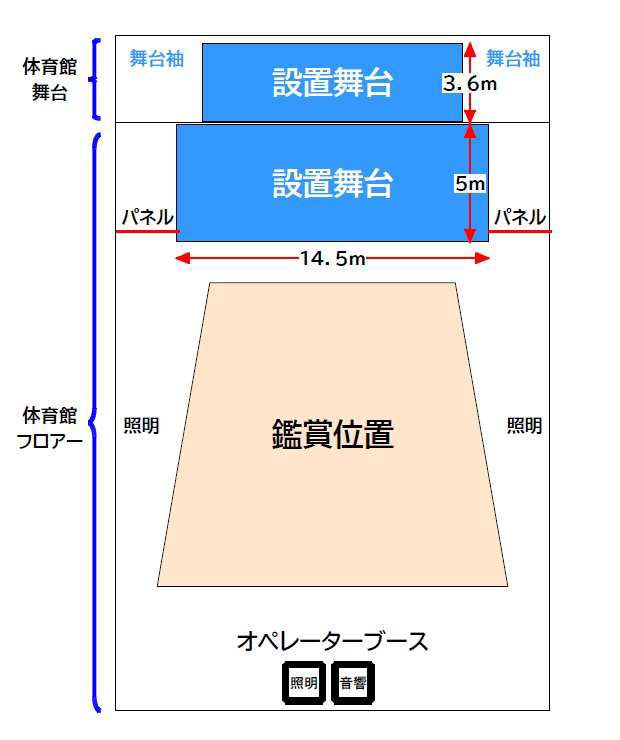 舞台袖
舞台袖
体育館
舞台
設置舞台
3.6m
設置舞台
5m
パネル
パネル
14.5m
体育館
フロアー
照明
照明
鑑賞位置
オペレーターブース
照明
音響